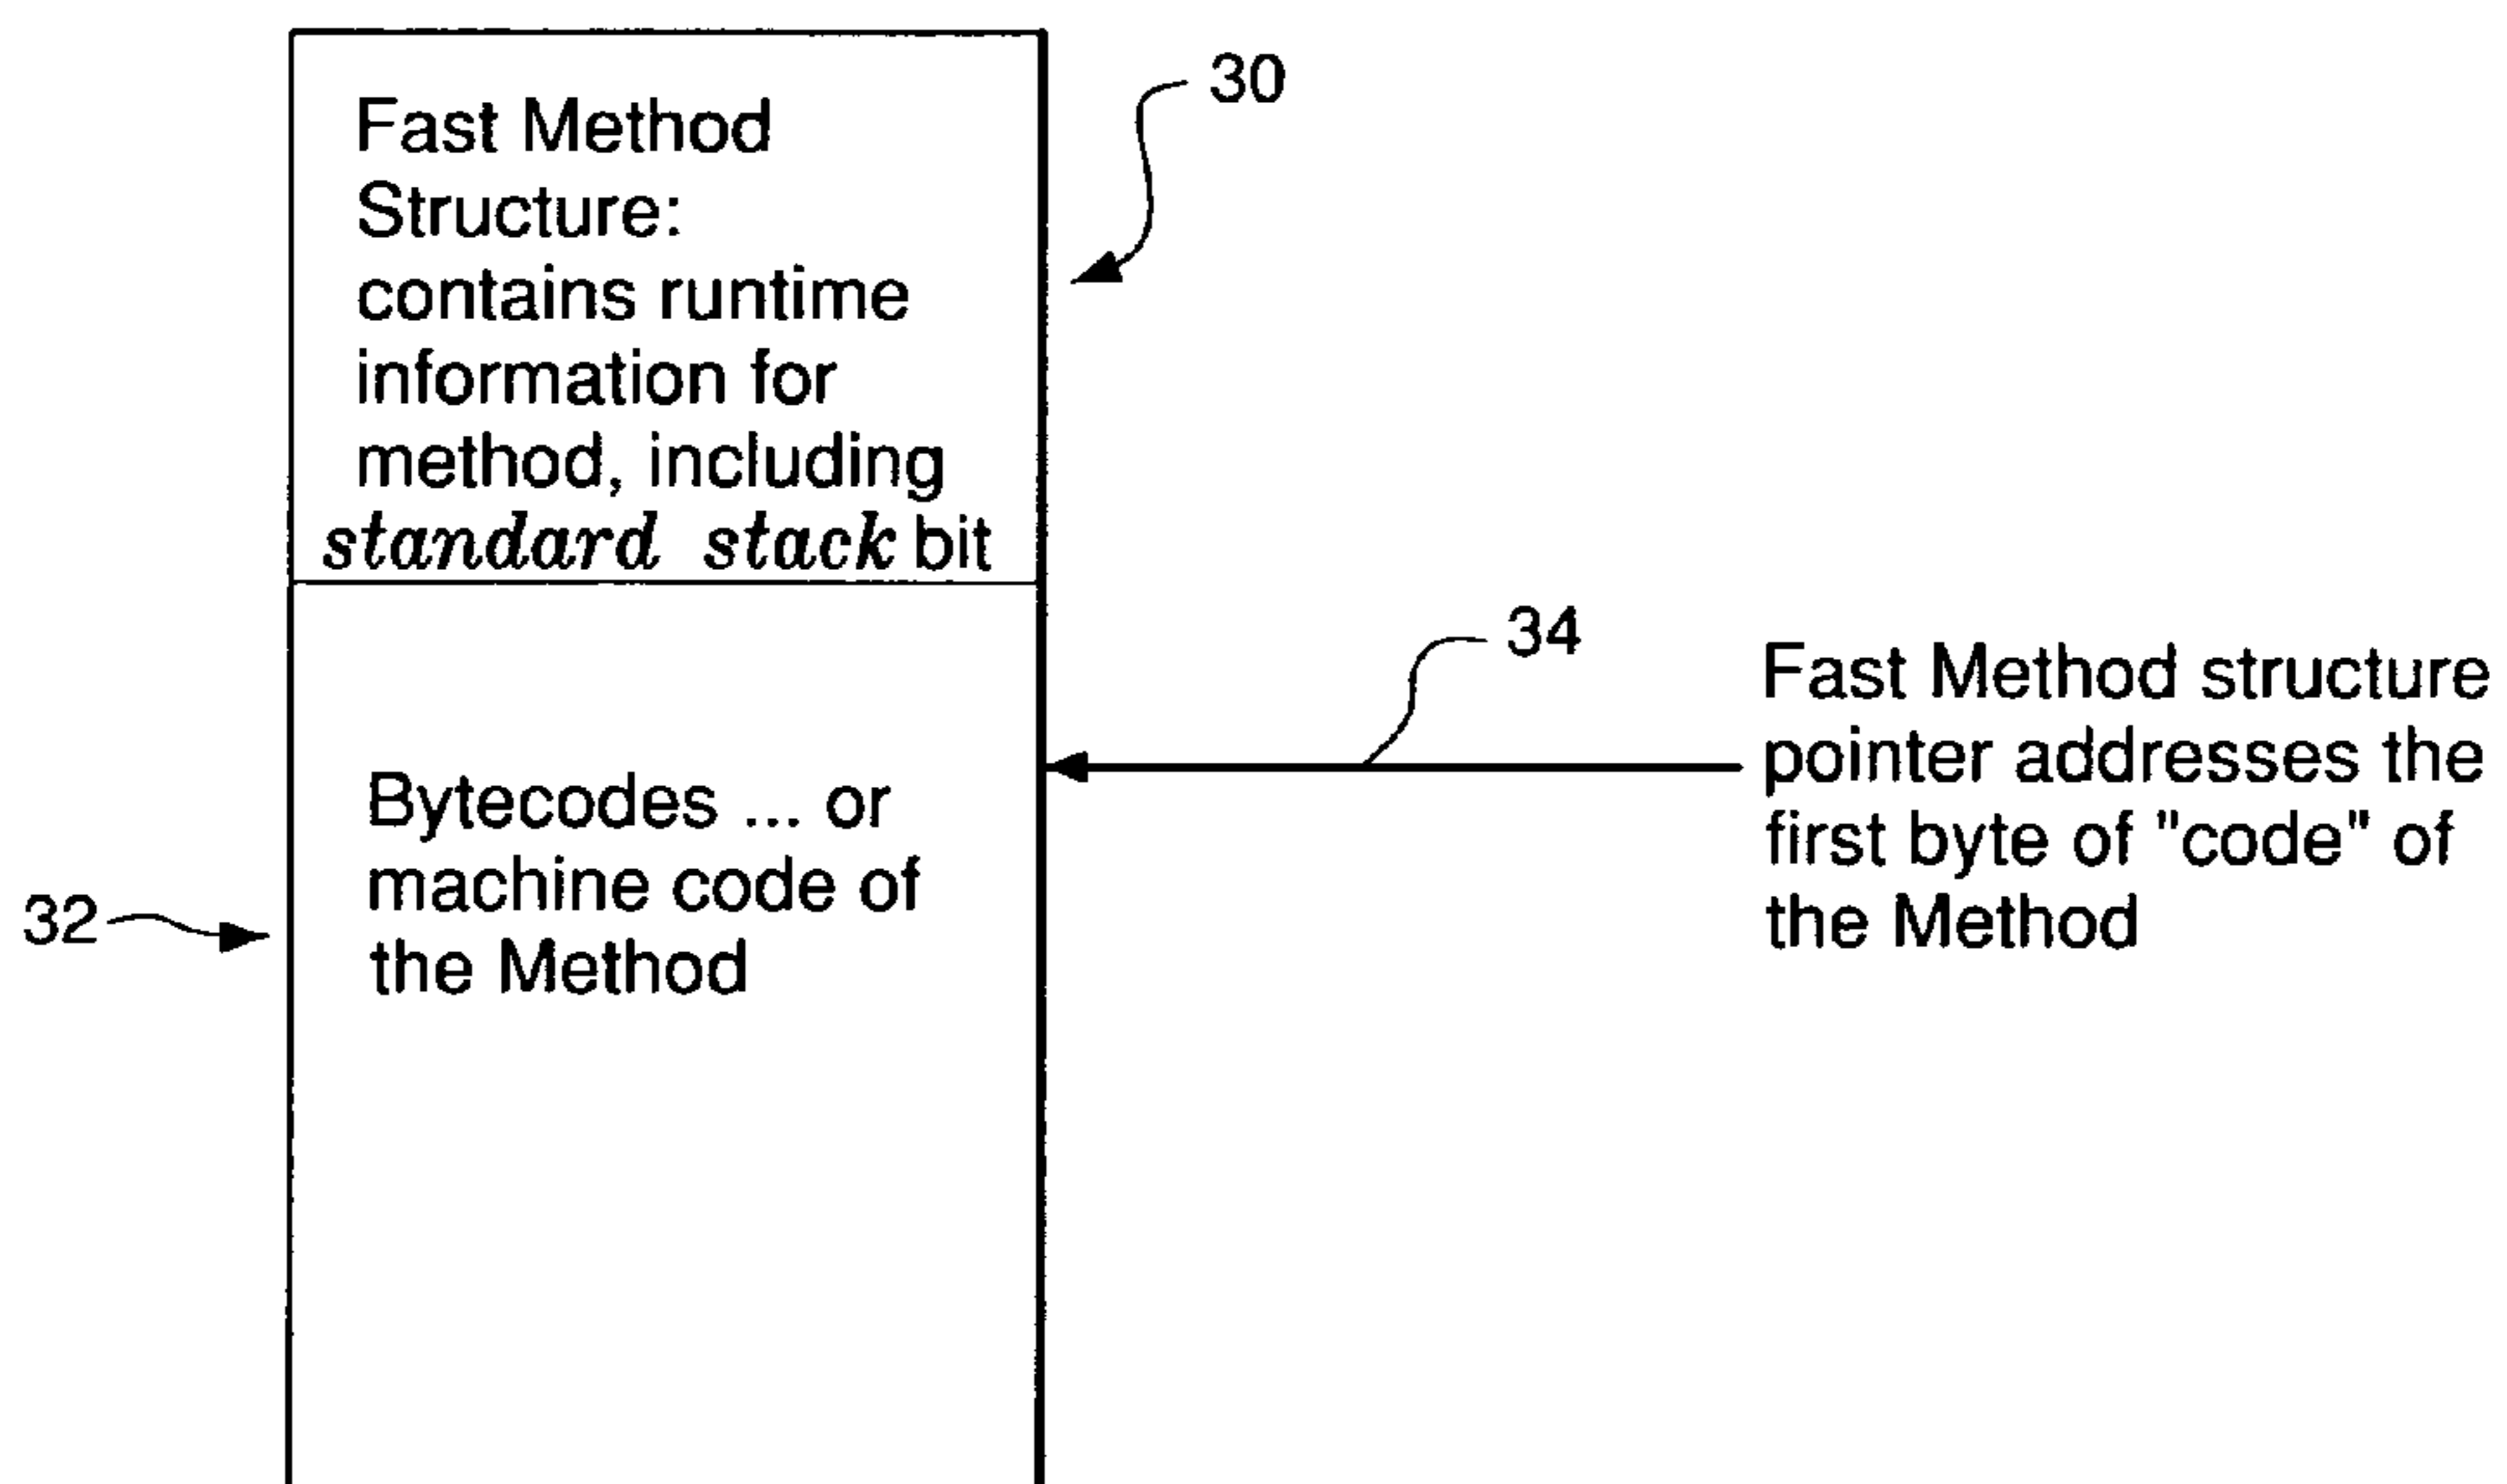 30
Fast Method
Structure:
contains runtime
information for
method, including
standard stack bit
34
Fast Method structure
pointer addresses the
first byte of "code" of
the Method
Bytecodes ... or
machine code of
the Method
32